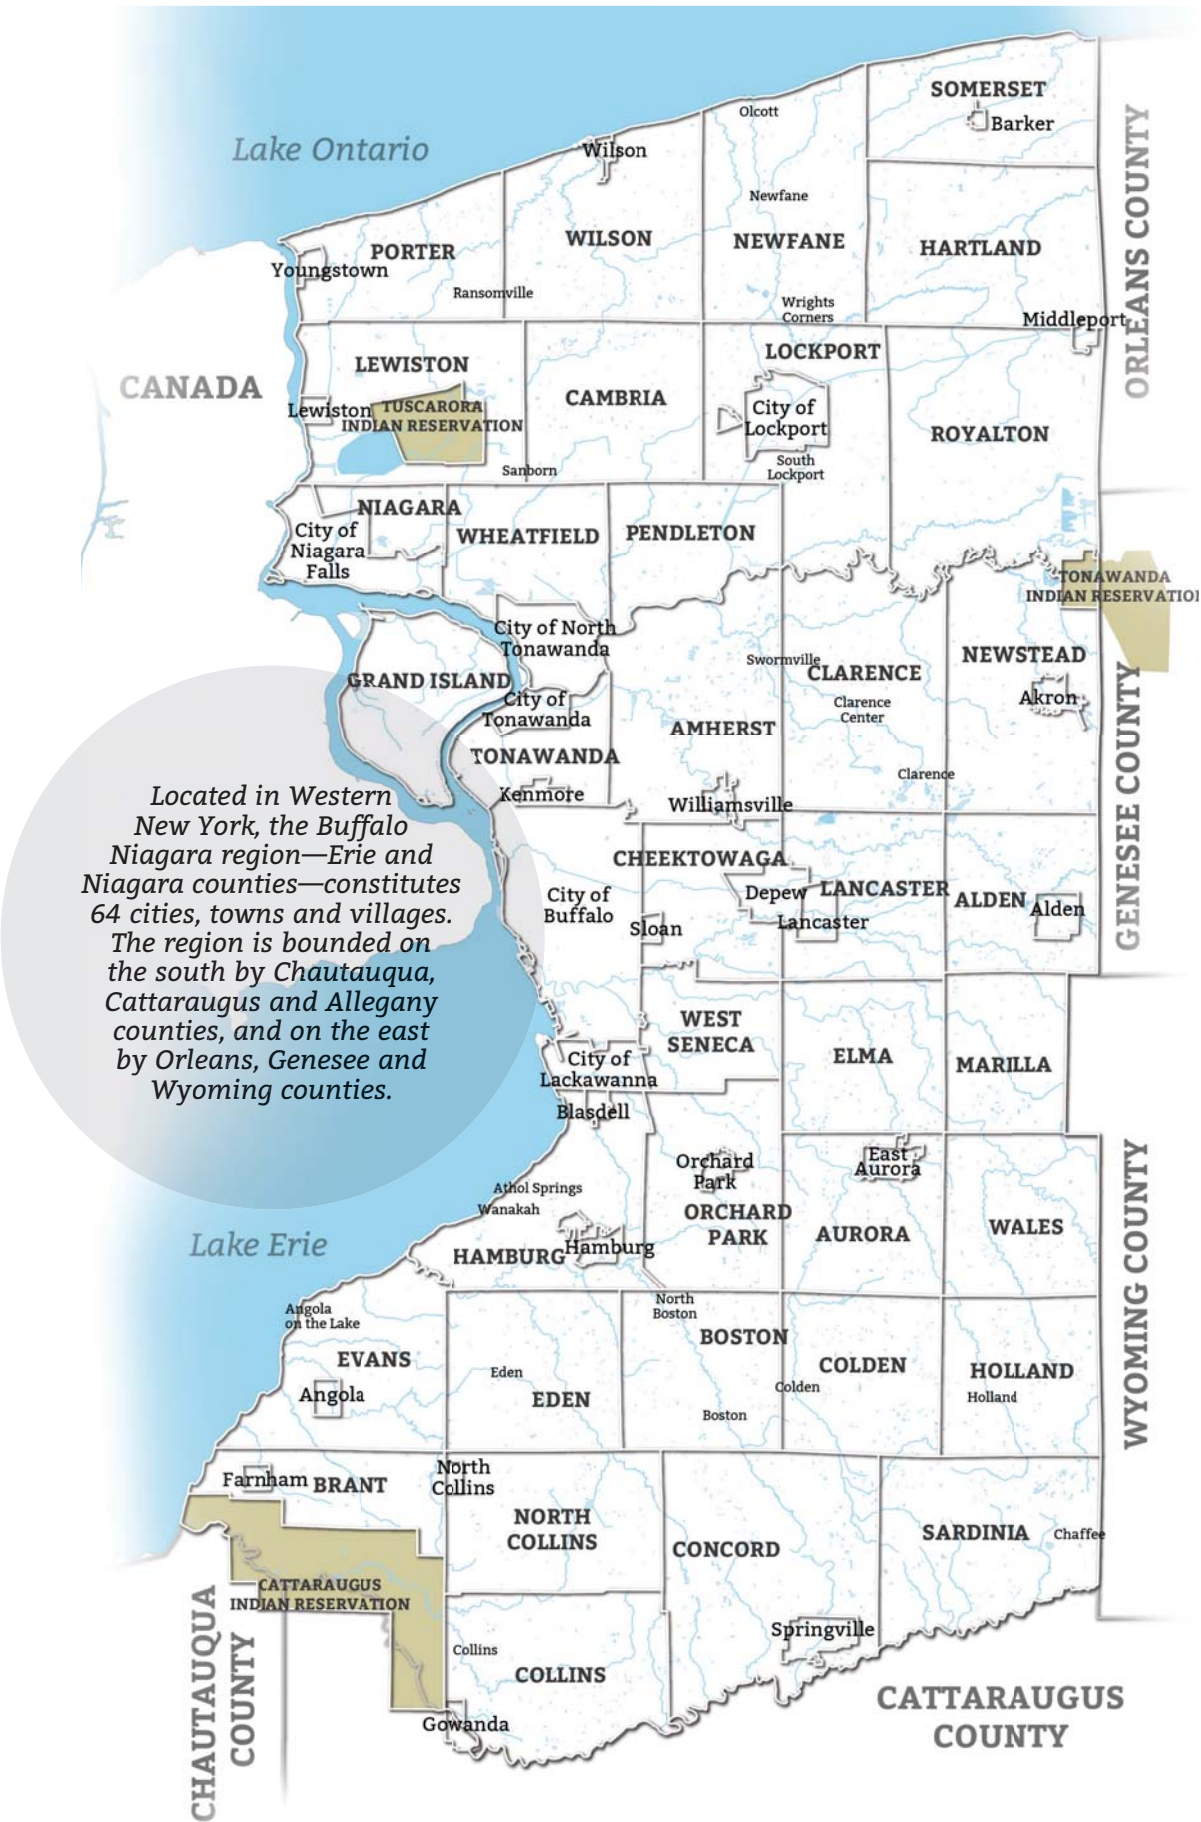 SOMERSET
Barker
Olcott
Lake Ontario
Wilson
Newfane
WILSON
NEWFANE
HARTLAND
PORTER
Youngstown
Ransomville
Wrights
Corners
Middleport
ORLEANS COUNTY
LEWISTON
LOCKPORT
CANADA
CAMBRIA
Lewiston
TUSCARORA
INDIAN RESERVATION
City of
Lockport
ROYALTON
Sanborn
South
Lockport
NIAGARA
City of
Niagara
Falls
WHEATFIELD
PENDLETON
TONAWANDA
INDIAN RESERVATIO
City of North
Tonawanda
Swormville
CLARENCE
NEWSTEAD
GRAND ISLAND
City of
Tonawanda
Clarence
Center
Akron
AMHERST
TONAWANDA
Clarence
Kenmore
Williamsville
GENESEE COUNTY
Located in Western
New York, the Buffalo
Niagara region—Erie and
Niagara counties—constitutes
64 cities, towns and villages.
The region is bounded on
the south by Chautauqua,
Cattaraugus and Allegany
counties, and on the east
by Orleans, Genesee and
Wyoming counties.
CHEEKTOWAGA
City of
Buffalo
Depew
LANCASTER
ALDEN
Alden
Sloan
Lancaster
WEST
SENECA
ELMA
MARILLA
City of
Lackawanna
Blasdell
Orchard
Park
East
Aurora
Athol Springs
Wanakah
ORCHARD
PARK
AURORA
WALES
Lake Erie
HAMBURG
Hamburg
WYOMING COUNTY
Angola
on the Lake
North
Boston
BOSTON
EVANS
Eden
EDEN
COLDEN
Colden
HOLLAND
Holland
Angola
Boston
Farnham
BRANT
North
Collins
NORTH
COLLINS
CONCORD
SARDINIA
Chaffee
CATTARAUGUS
INDIAN RESERVATION
CHAUTAUQUA
COUNTY
Collins
COLLINS
Springville
Gowanda
CATTARAUGUS
COUNTY